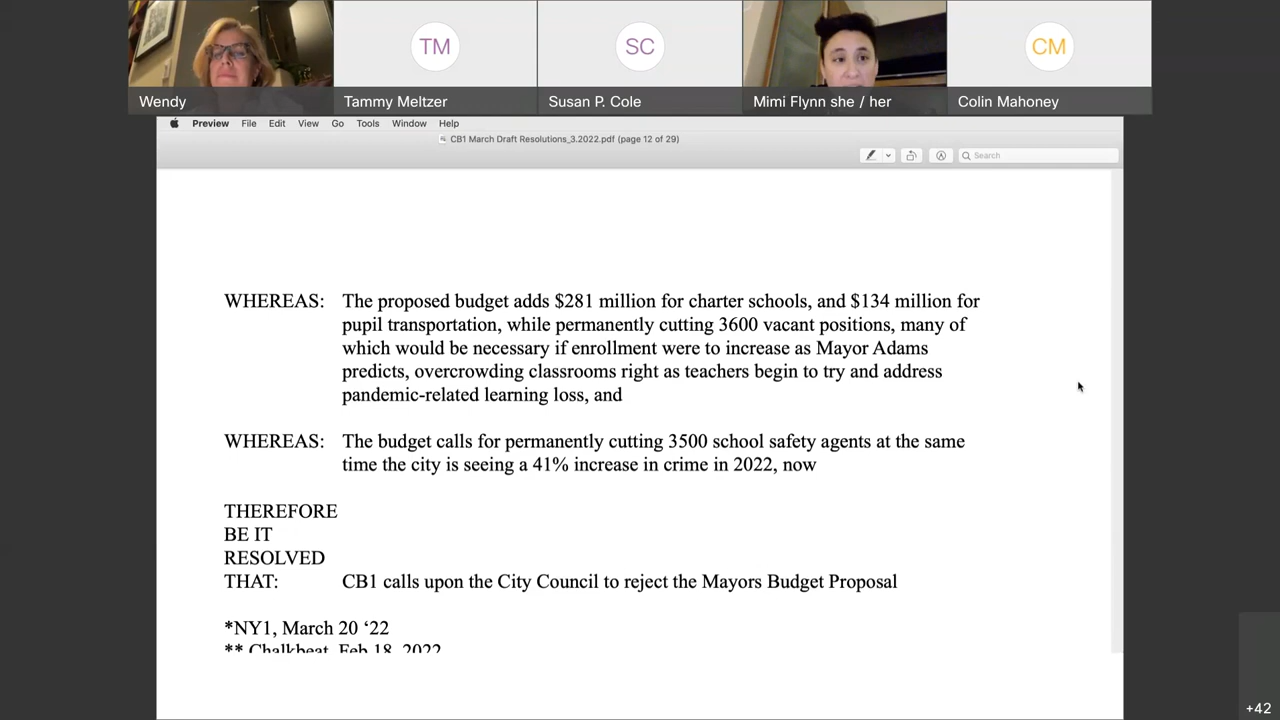 TM
SC
CM
Wendy
Tammy Meltzer
Susan P. Cole
Mimi Flynn she / her
Colin Mahoney
Preview File Edit View Go Tools Window Help
CB1 March Draft Resolutions_3.2022.pdf (page 12 of 29)
Search
WHEREAS: The proposed budget adds $281 million for charter schools, and $134 million for
pupil transportation, while permanently cutting 3600 vacant positions, many of
which would be necessary if enrollment were to increase as Mayor Adams
predicts, overcrowding classrooms right as teachers begin to try and address
pandemic-related learning loss, and
WHEREAS: The budget calls for permanently cutting 3500 school safety agents at the same
time the city is seeing a 41% increase in crime in 2022, now
THEREFORE
BE IT
RESOLVED
THAT: CB1 calls upon the City Council to reject the Mayors Budget Proposal
*NY1, March 20 ‘22
** Chalkbeat, Feb 18, 2022
+42